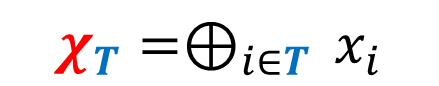 χ_T = ⊕_{i∈T} x_i